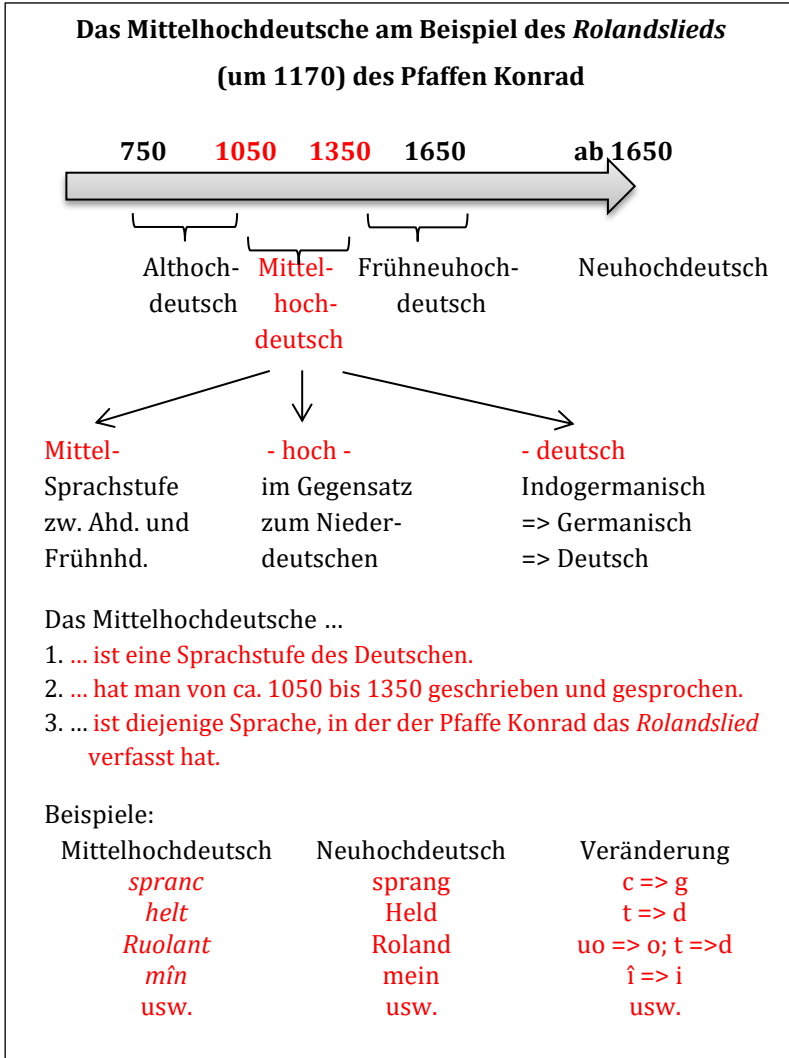 Das Mittelhochdeutsche am Beispiel des Rolandslieds
(um 1170) des Pfaffen Konrad
750 1050 1350 1650 ab 1650
Althoch- Mittel- Frühneuhoch- Neuhochdeutsch
deutsch hoch- deutsch
deutsch
Mittel- - hoch - - deutsch
Sprachstufe im Gegensatz Indogermanisch
zw. Ahd. und zum Nieder- => Germanisch
Frühnhd. deutschen => Deutsch
Das Mittelhochdeutsche …
1. … ist eine Sprachstufe des Deutschen.
2. … hat man von ca. 1050 bis 1350 geschrieben und gesprochen.
3. … ist diejenige Sprache, in der der Pfaffe Konrad das Rolandslied
verfasst hat.
Beispiele:
Mittelhochdeutsch Neuhochdeutsch Veränderung
spranc sprang c => g
helt Held t => d
Ruolant Roland uo => o; t =>d
mîn mein î => i
usw. usw. usw.